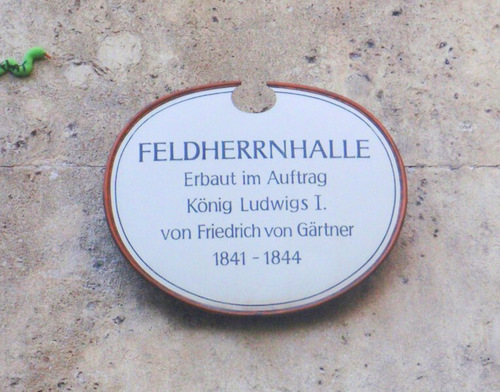 FELDHERRNHALLE
Erbaut im Auftrag
König Ludwigs I.
von Friedrich von Gärtner
1841 - 1844